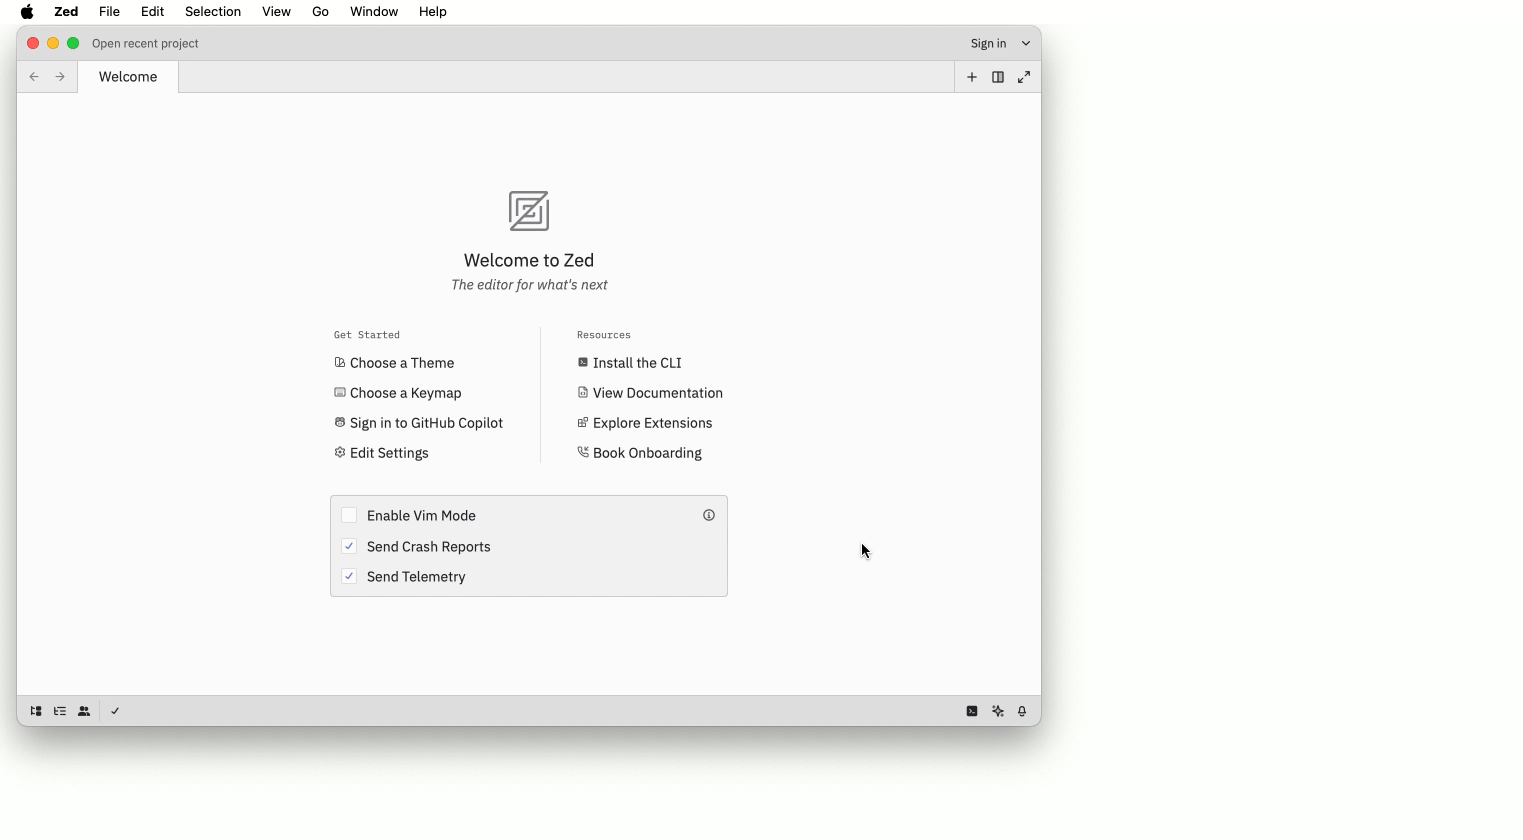 Zed File Edit Selection View Go Window Help
Open recent project Sign in
Welcome
Welcome to Zed
The editor for what's next
Get Started
Choose a Theme
Choose a Keymap
Sign in to GitHub Copilot
Edit Settings
Resources
Install the CLI
View Documentation
Explore Extensions
Book Onboarding
Enable Vim Mode
Send Crash Reports
Send Telemetry